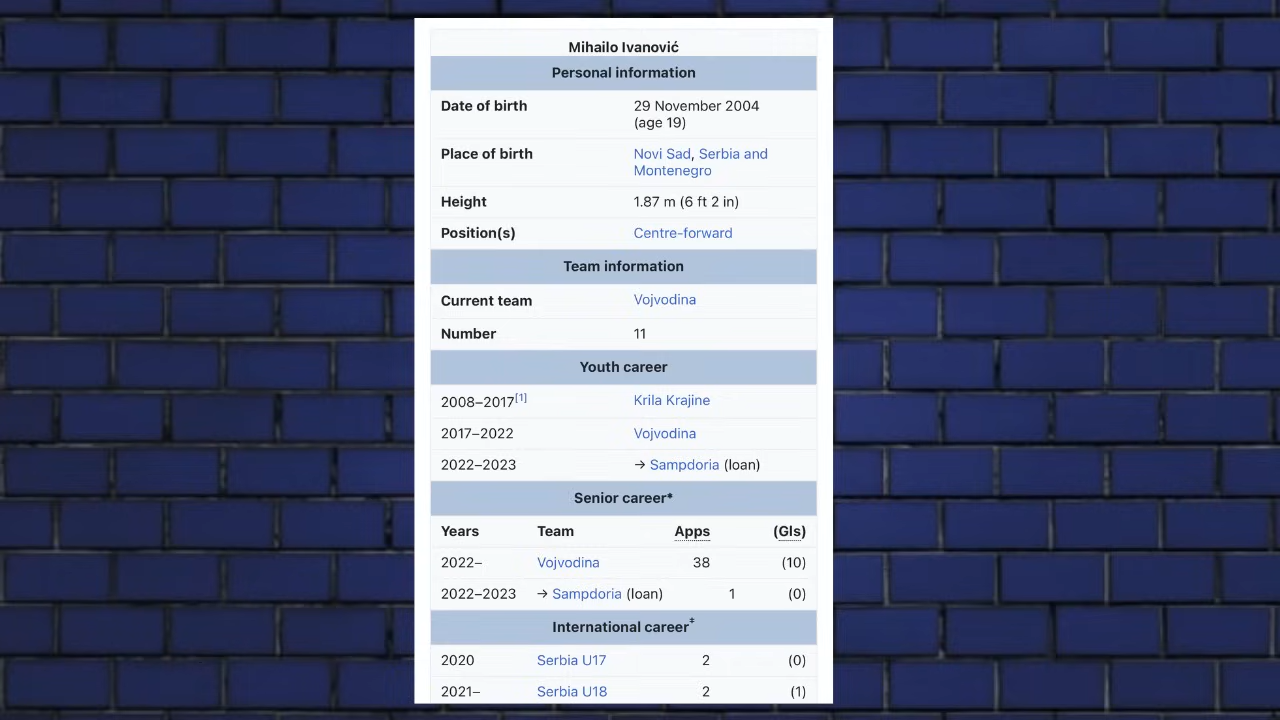 Mihailo Ivanović
Personal information
Date of birth 29 November 2004
(age 19)
Place of birth Novi Sad, Serbia and
Montenegro
Height 1.87 m (6 ft 2 in)
Position(s) Centre-forward
Team information
Current team Vojvodina
Number 11
Youth career
2008–2017[1] Krila Krajine
2017–2022 Vojvodina
2022–2023 → Sampdoria (loan)
Senior career*
Years Team Apps (Gls)
2022– Vojvodina 38 (10)
2022–2023 → Sampdoria (loan) 1 (0)
International career‡
2020 Serbia U17 2 (0)
2021– Serbia U18 2 (1)